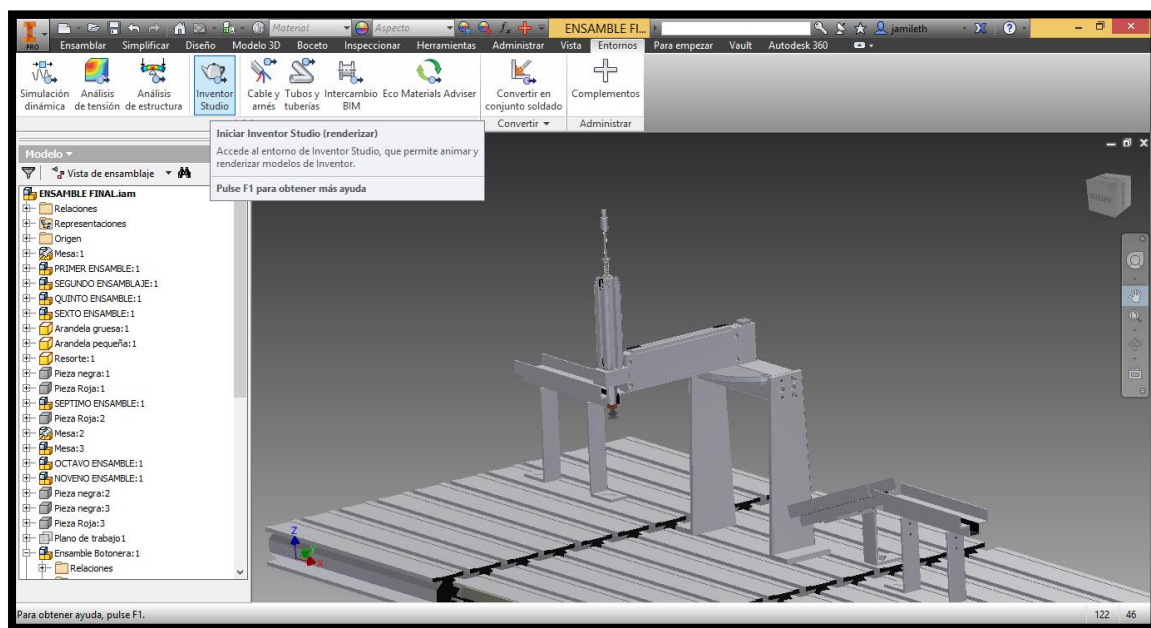 Material
Aspecto
ENSAMBLE FI...
jamileth
PRO
Ensamblar Simplificar Diseño Modelo 3D Boceto Inspeccionar Herramientas Administrar Vista Entornos Para empezar Vault Autodesk 360
Simulación dinámica
Análisis de tensión
Análisis de estructura
Inventor Studio
Cable y arnés
Tubos y tuberías
Intercambio BIM
Eco Materials Adviser
Convertir en conjunto soldado
Complementos
Convertir
Administrar
Iniciar Inventor Studio (renderizar)
Accede al entorno de Inventor Studio, que permite animar y
renderizar modelos de Inventor.
Pulse F1 para obtener más ayuda
Modelo
Vista de ensamblaje
ENSAMBLE FINAL.iam
Relaciones
Representaciones
Origen
Mesa:1
PRIMER ENSAMBLE:1
SEGUNDO ENSAMBLAJE:1
QUINTO ENSAMBLE:1
SEXTO ENSAMBLE:1
Arandela gruesa:1
Arandela pequeña:1
Resorte:1
Pieza negra:1
Pieza Roja:1
SEPTIMO ENSAMBLE:1
Pieza Roja:2
Mesa:2
Mesa:3
OCTAVO ENSAMBLE:1
NOVENO ENSAMBLE:1
Pieza negra:2
Pieza negra:3
Pieza Roja:3
Plano de trabajo1
Ensamble Botonera:1
Relaciones
Z
X
Para obtener ayuda, pulse F1.
122 46